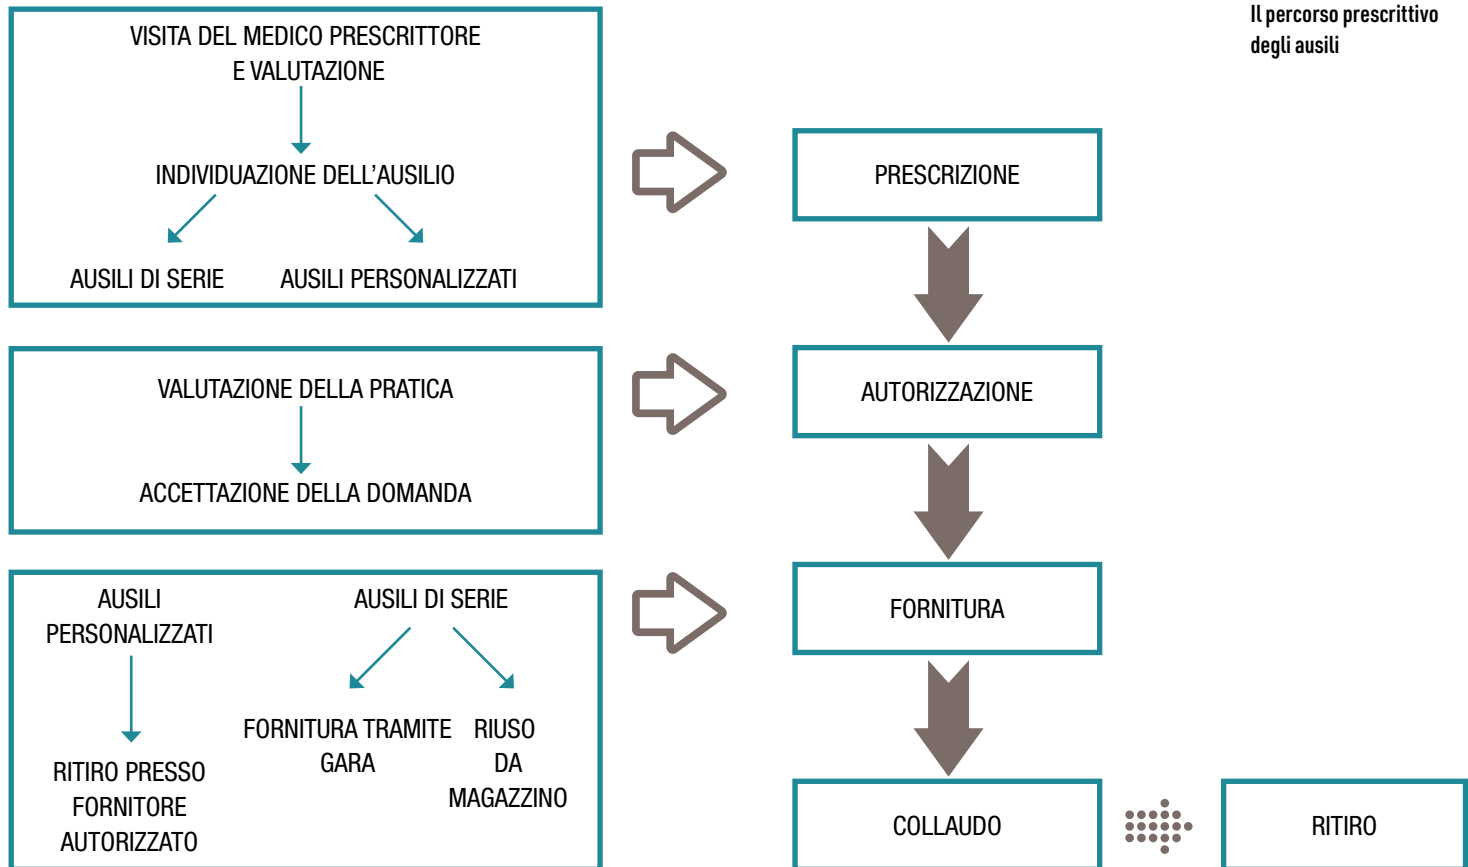 Il percorso prescrittivo
degli ausili
VISITA DEL MEDICO PRESCRITTORE
E VALUTAZIONE
INDIVIDUAZIONE DELL'AUSILIO
AUSILI DI SERIE
AUSILI PERSONALIZZATI
PRESCRIZIONE
VALUTAZIONE DELLA PRATICA
ACCETTAZIONE DELLA DOMANDA
AUTORIZZAZIONE
AUSILI
PERSONALIZZATI
RITIRO PRESSO
FORNITORE
AUTORIZZATO
AUSILI DI SERIE
FORNITURA TRAMITE
GARA
RIUSO
DA
MAGAZZINO
FORNITURA
COLLAUDO
RITIRO